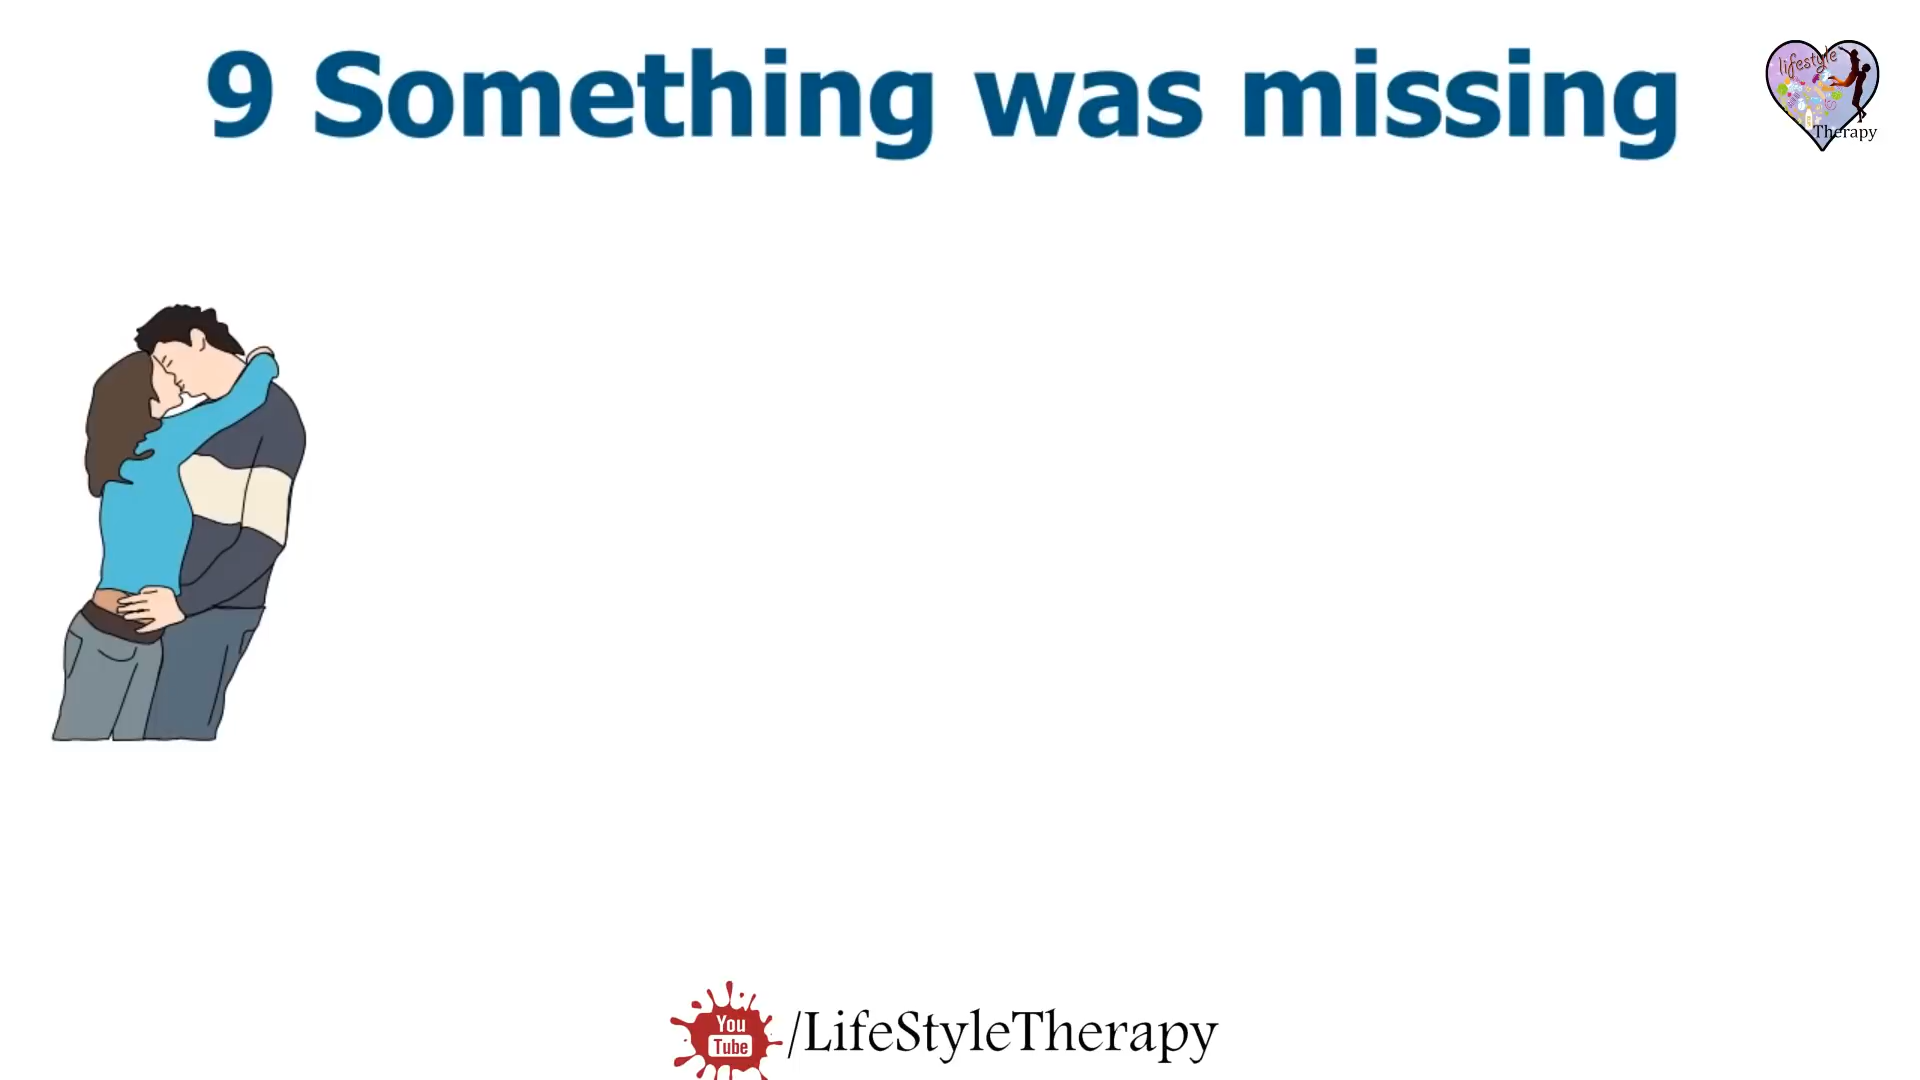 9 Something was missing
lifestyle
Therapy
You
Tube
/LifeStyleTherapy